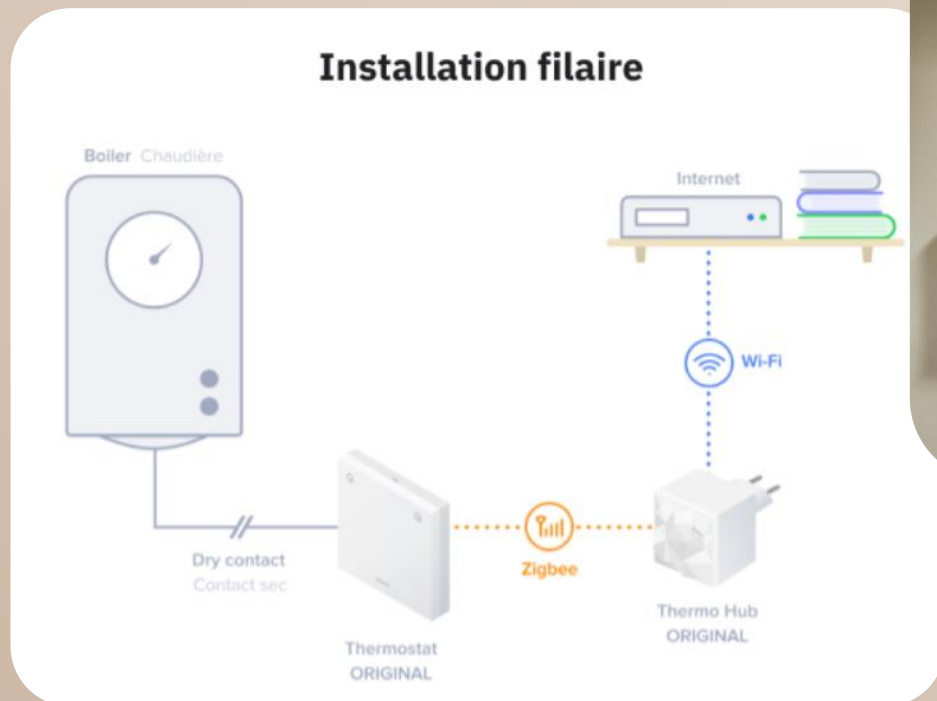 Installation filaire
Boiler Chaudière
Internet
Wi-Fi
Dry contact
Contact sec
Zigbee
Thermostat
ORIGINAL
Thermo Hub
ORIGINAL